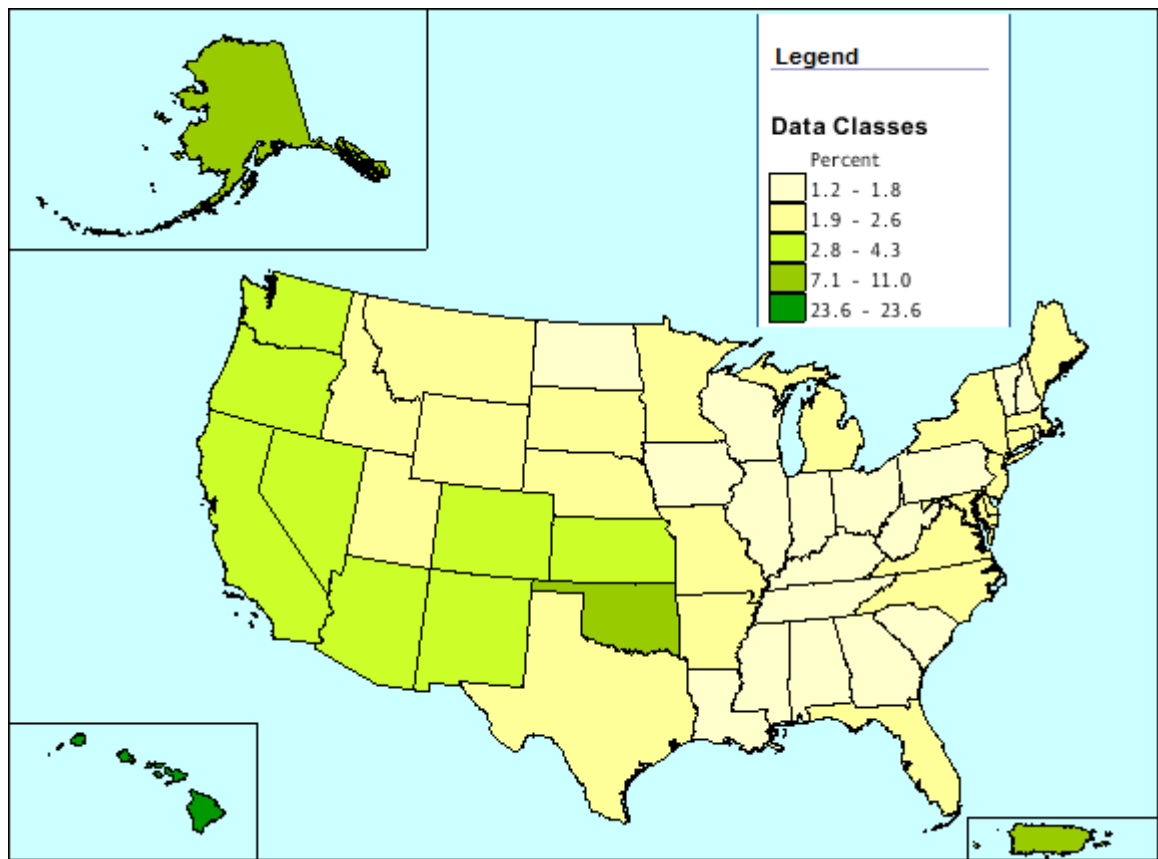 Legend
Data Classes
Percent
1.2 - 1.8
1.9 - 2.6
2.8 - 4.3
7.1 - 11.0
23.6 - 23.6